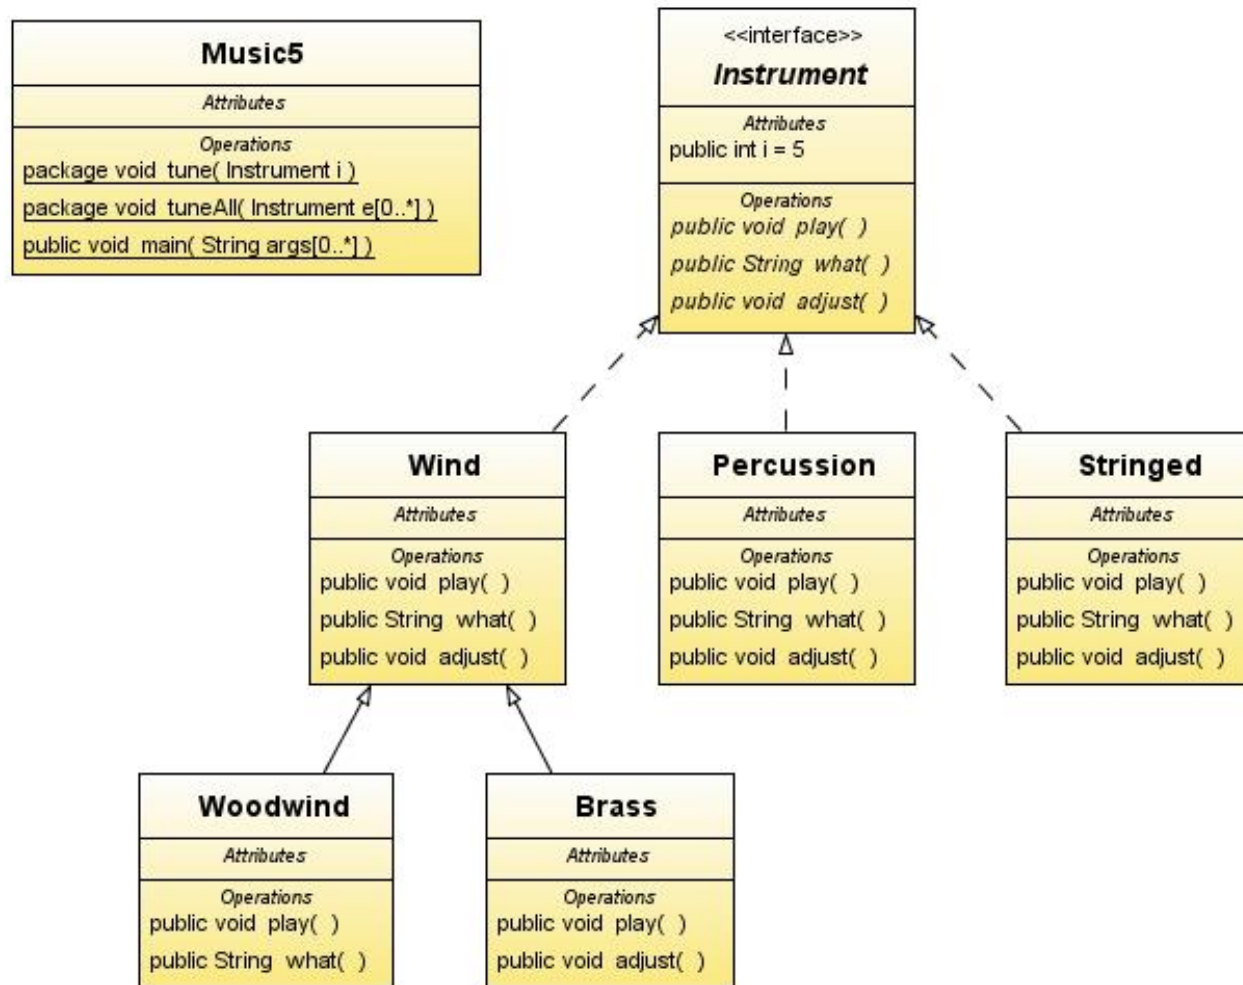 Music5
Attributes
Operations
package void tune( Instrument i )
package void tuneAll( Instrument e[0..*] )
public void main( String args[0..*] )
<<interface>>
Instrument
Attributes
public int i = 5
Operations
public void play( )
public String what( )
public void adjust( )
Wind
Attributes
Operations
public void play( )
public String what( )
public void adjust( )
Percussion
Attributes
Operations
public void play( )
public String what( )
public void adjust( )
Stringed
Attributes
Operations
public void play( )
public String what( )
public void adjust( )
Woodwind
Attributes
Operations
public void play( )
public String what( )
Brass
Attributes
Operations
public void play( )
public void adjust( )